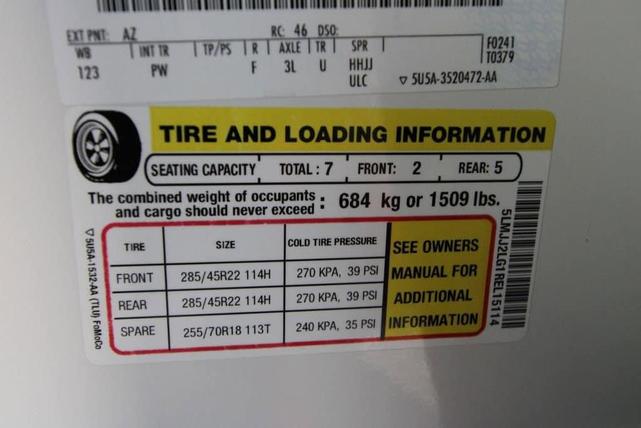 EXT PNT: AZ RC: 46 DSO:
WB INT TR TP/PS R AXLE TR SPR F0241
123 PW F 3L U HHJJ T0379
ULC ▽ 5U5A-3520472-AA
TIRE AND LOADING INFORMATION
SEATING CAPACITY TOTAL : 7 FRONT: 2 REAR: 5
The combined weight of occupants and cargo should never exceed : 684 kg or 1509 lbs.
TIRE SIZE COLD TIRE PRESSURE
FRONT 285/45R22 114H 270 KPA, 39 PSI
REAR 285/45R22 114H 270 KPA, 39 PSI
SPARE 255/70R18 113T 240 KPA, 35 PSI
SEE OWNERS
MANUAL FOR
ADDITIONAL
INFORMATION
▽ 5U5A-1532-AA (TLU) FoMoCo
5LMJJ2LG1REL15114